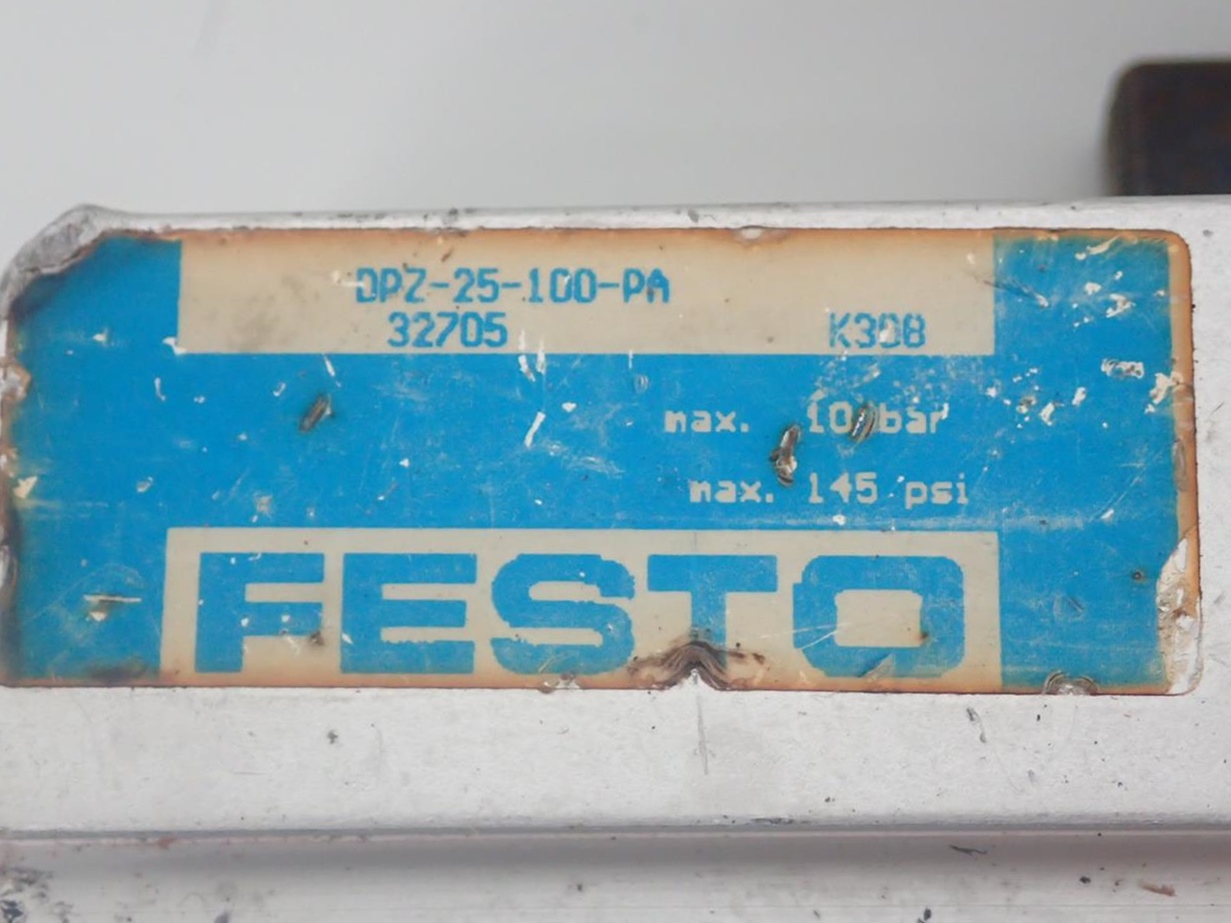 DPZ-25-100-PA
32705 K308
max. 10 bar
max. 145 psi
FESTO